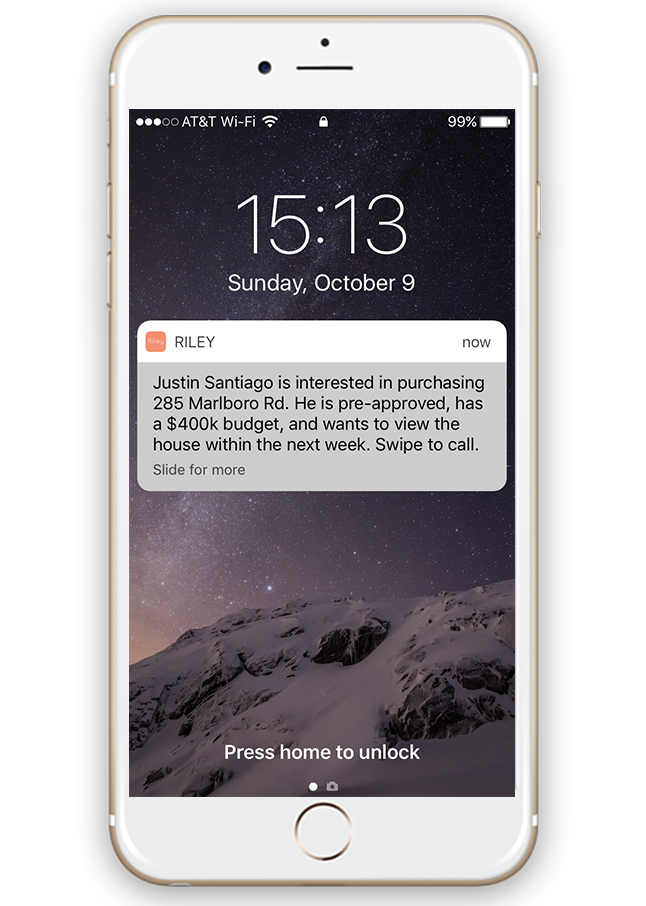 AT&T Wi-Fi 99%
15:13
Sunday, October 9
Riley RILEY now
Justin Santiago is interested in purchasing
285 Marlboro Rd. He is pre-approved, has
a $400k budget, and wants to view the
house within the next week. Swipe to call.
Slide for more
Press home to unlock